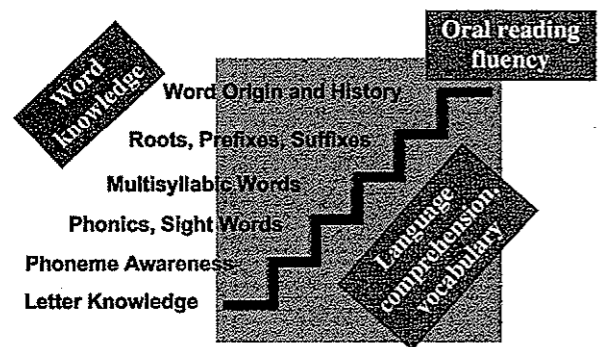 Oral reading
fluency
Word
knowledge
Word Origin and History
Roots, Prefixes, Suffixes
Multisyllabic Words
Phonics, Sight Words
Phoneme Awareness
Letter Knowledge
Language
comprehension,
vocabulary